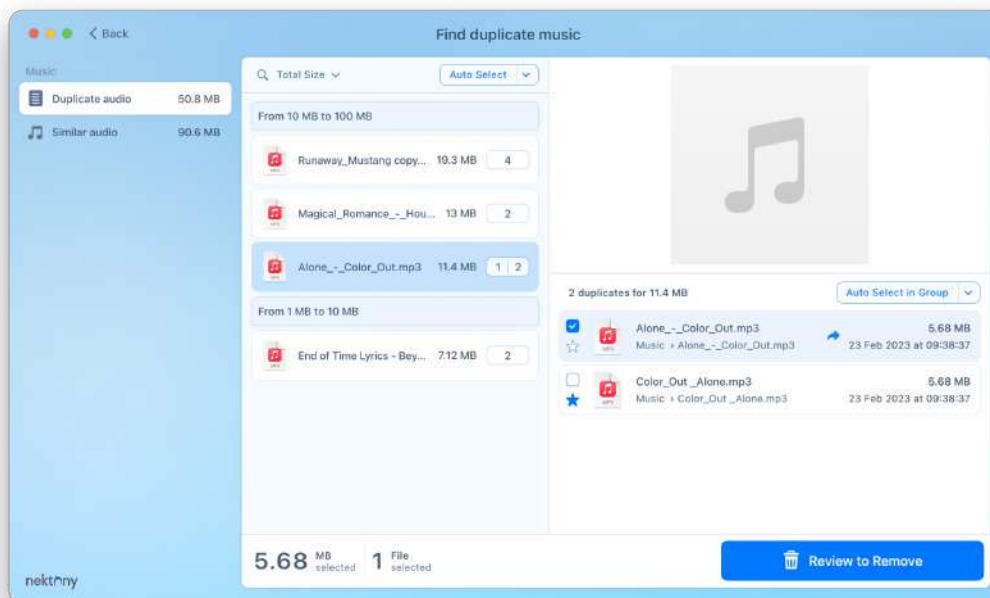 Back
Find duplicate music
Music
Duplicate audio 50.8 MB
Similar audio 90.6 MB
Total Size
Auto Select
From 10 MB to 100 MB
Runaway_Mustang copy... 19.3 MB 4
Magical_Romance_-_Hou... 13 MB 2
Alone_-_Color_Out.mp3 11.4 MB 1 2
From 1 MB to 10 MB
End of Time Lyrics - Bey... 7.12 MB 2
2 duplicates for 11.4 MB
Auto Select in Group
Alone_-_Color_Out.mp3 5.68 MB
Music › Alone_-_Color_Out.mp3 23 Feb 2023 at 09:38:37
Color_Out _Alone.mp3 5.68 MB
Music › Color_Out _Alone.mp3 23 Feb 2023 at 09:38:37
5.68 MB selected 1 File selected
Review to Remove
nektony